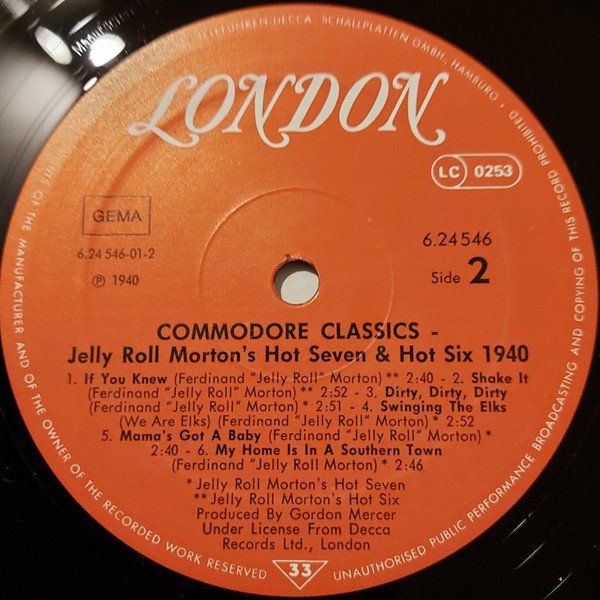 TELEFUNKEN-DECCA SCHALLPLATTEN GMBH, HAMBURG • 
LONDON
LC 0253
GEMA
6.24 546-01-2
℗ 1940
6.24546
Side 2
COMMODORE CLASSICS -
Jelly Roll Morton's Hot Seven & Hot Six 1940
1. If You Knew (Ferdinand "Jelly Roll" Morton) ** 2:40 - 2. Shake It
(Ferdinand "Jelly Roll" Morton) ** 2:52 - 3. Dirty, Dirty, Dirty
(Ferdinand "Jelly Roll" Morton) * 2:51 - 4. Swinging The Elks
(We Are Elks) (Ferdinand "Jelly Roll" Morton) * 2:52
5. Mama's Got A Baby (Ferdinand "Jelly Roll" Morton) *
2:40 - 6. My Home Is In A Southern Town
(Ferdinand "Jelly Roll" Morton) * 2:46
* Jelly Roll Morton's Hot Seven
** Jelly Roll Morton's Hot Six
Produced By Gordon Mercer
Under License From Decca
Records Ltd., London
RIGHTS OF THE MANUFACTURER AND OF THE OWNER OF THE RECORDED WORK RESERVED
33
UNAUTHORISED PUBLIC PERFORMANCE BROADCASTING AND COPYING OF THIS RECORD PROHIBITED